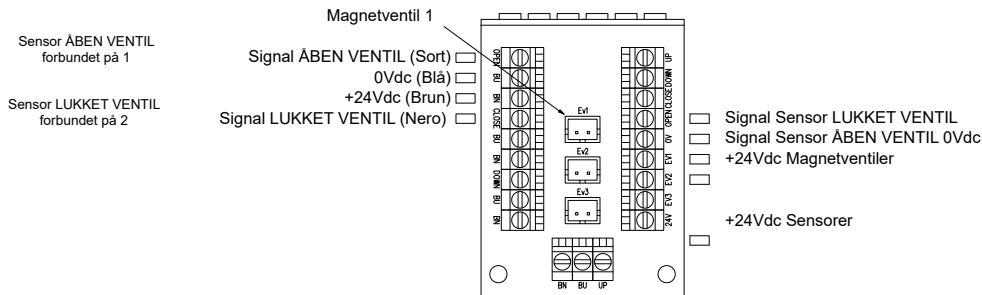 Magnetventil 1
Sensor ÅBEN VENTIL
forbundet på 1
Sensor LUKKET VENTIL
forbundet på 2
Signal ÅBEN VENTIL (Sort)
0Vdc (Blå)
+24Vdc (Brun)
Signal LUKKET VENTIL (Nero)
OPEN
BU
BN
CLOSE
BU
BN
DOWN
BU
BN
Ev1
Ev2
Ev3
UP
DOWN
CLOSE
OPEN
0V
EV1
EV2
EV3
24V
Signal Sensor LUKKET VENTIL
Signal Sensor ÅBEN VENTIL 0Vdc
+24Vdc Magnetventiler
+24Vdc Sensorer
BN BU UP